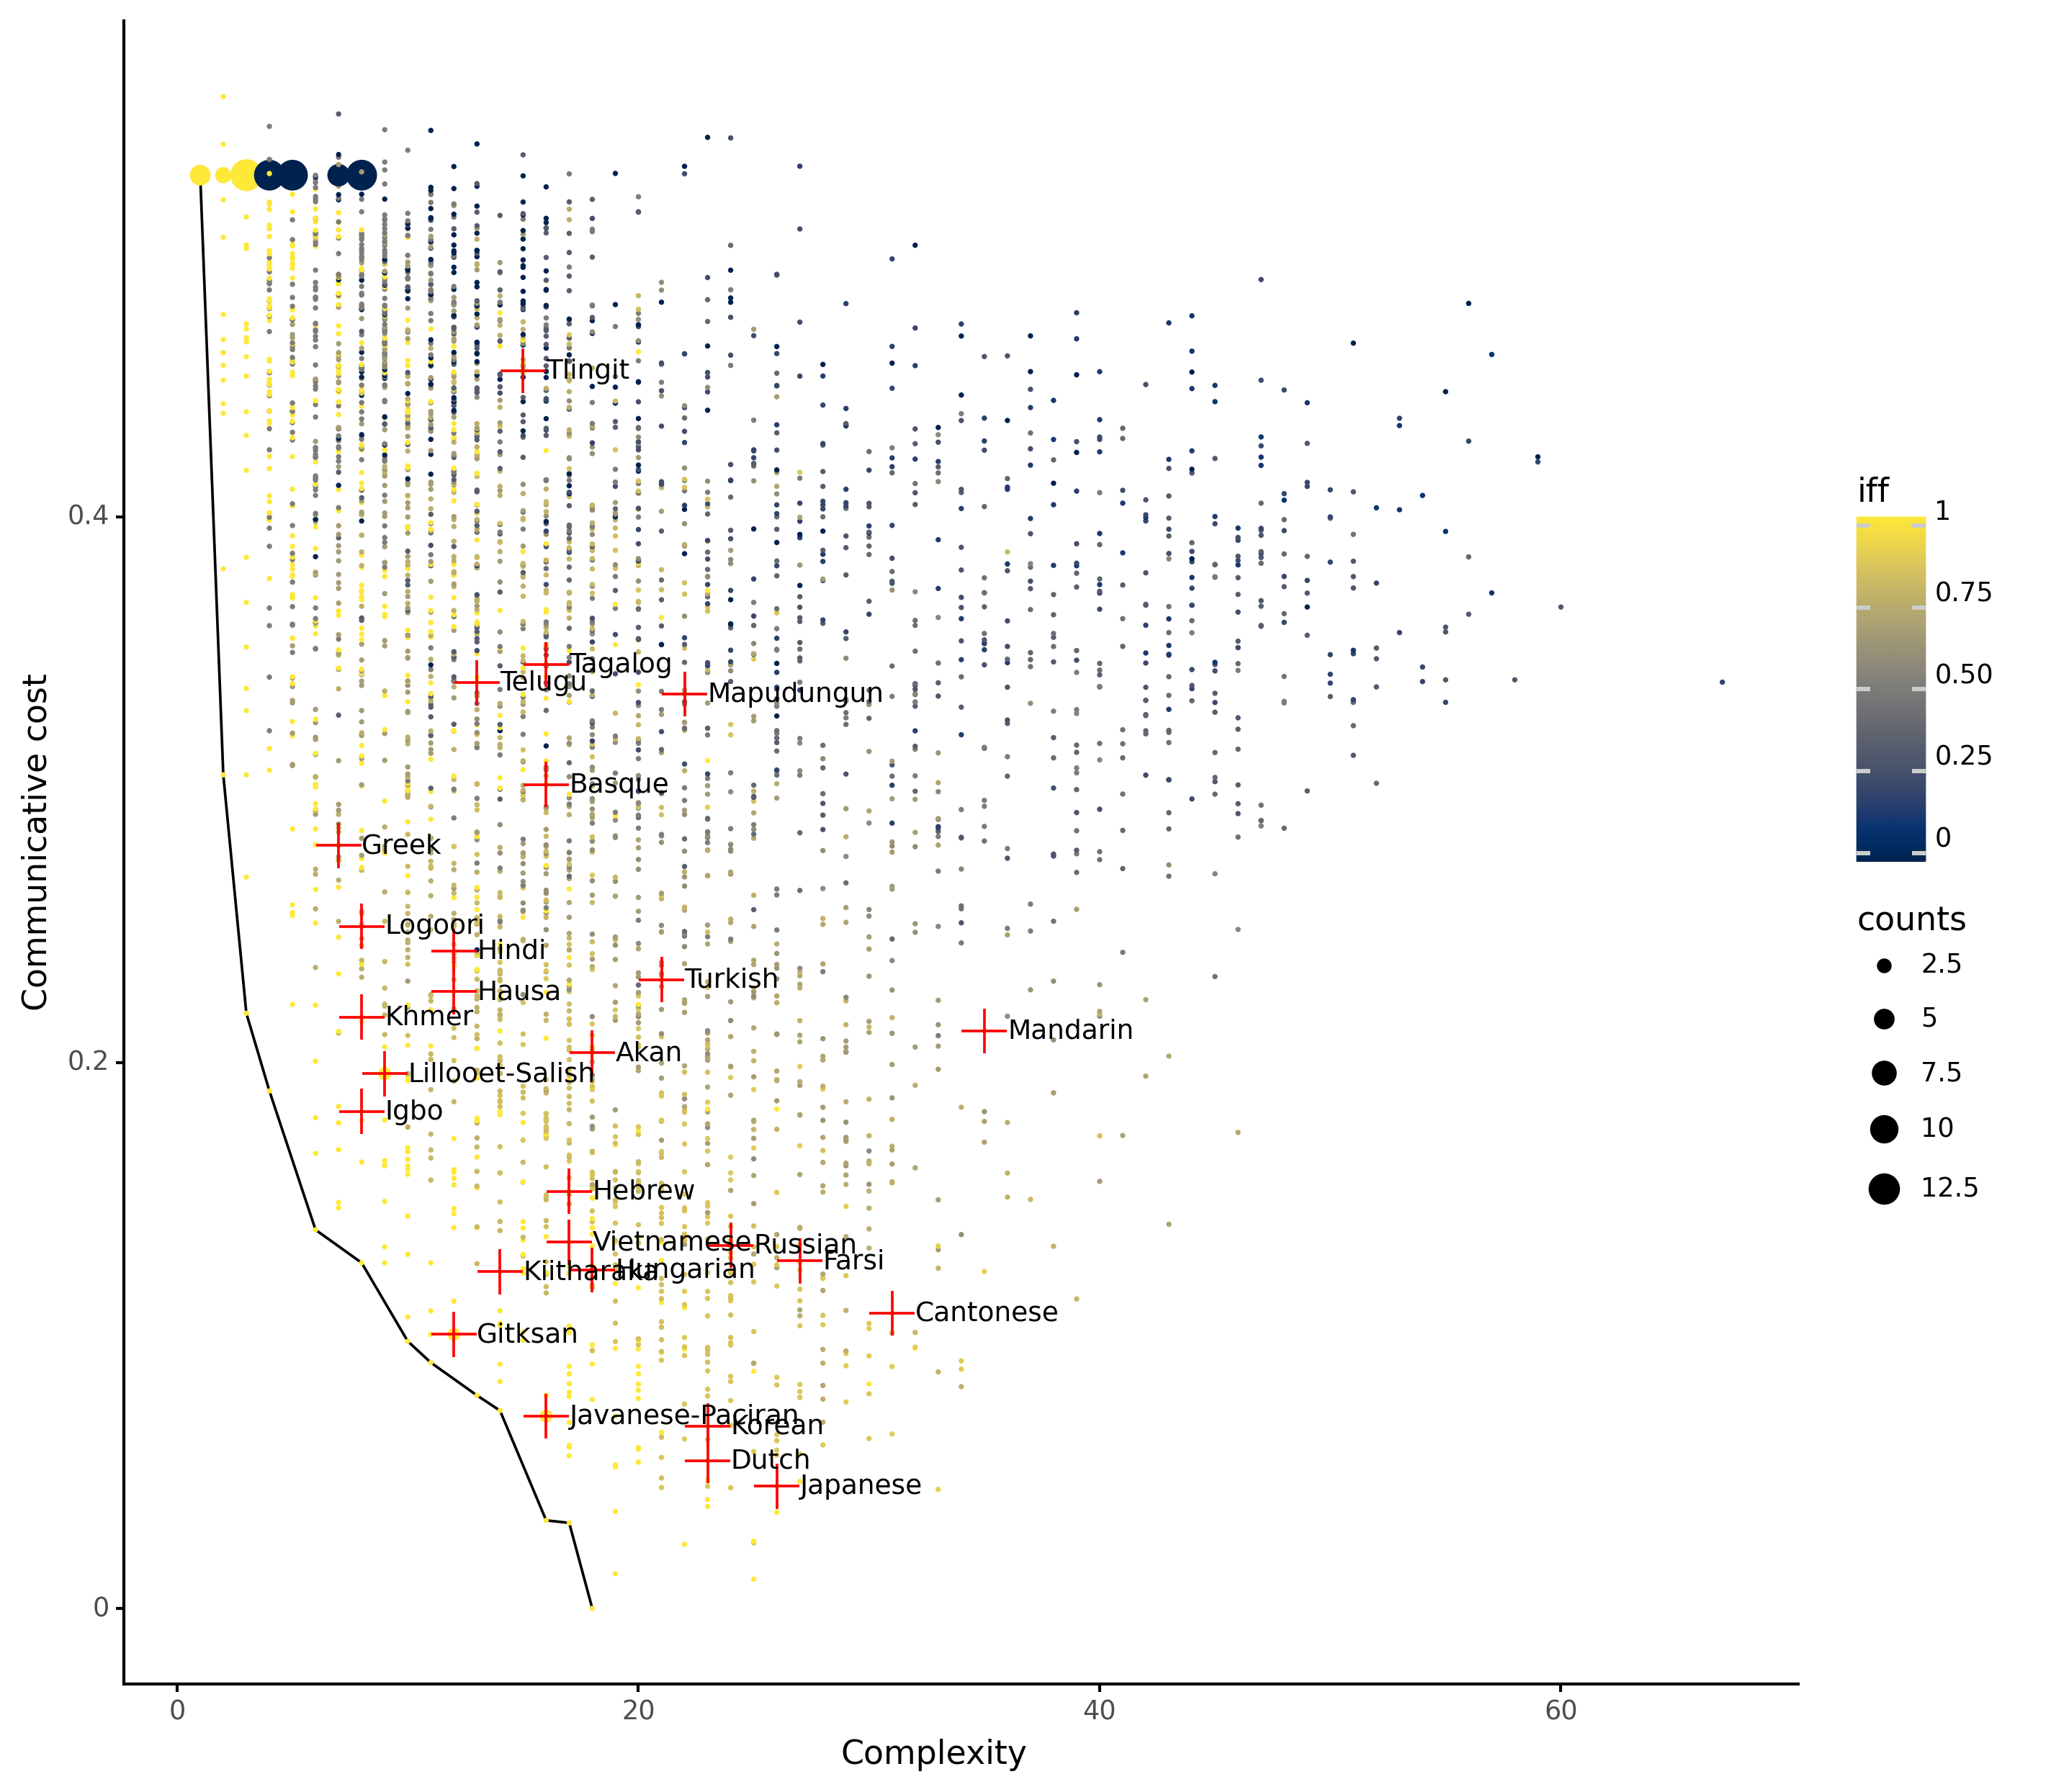 Communicative cost
0.4
0.2
0
0
20
40
60
Complexity
Tlingit
Tagalog
Telugu
Mapudungun
Basque
Greek
Logoori
Hindi
Turkish
Hausa
Khmer
Mandarin
Akan
Lillooet-Salish
Igbo
Hebrew
Vietnamese
Russian
Farsi
Kiitharaka
Hungarian
Cantonese
Gitksan
Javanese-Paciran
Korean
Dutch
Japanese
iff
1
0.75
0.50
0.25
0
counts
2.5
5
7.5
10
12.5